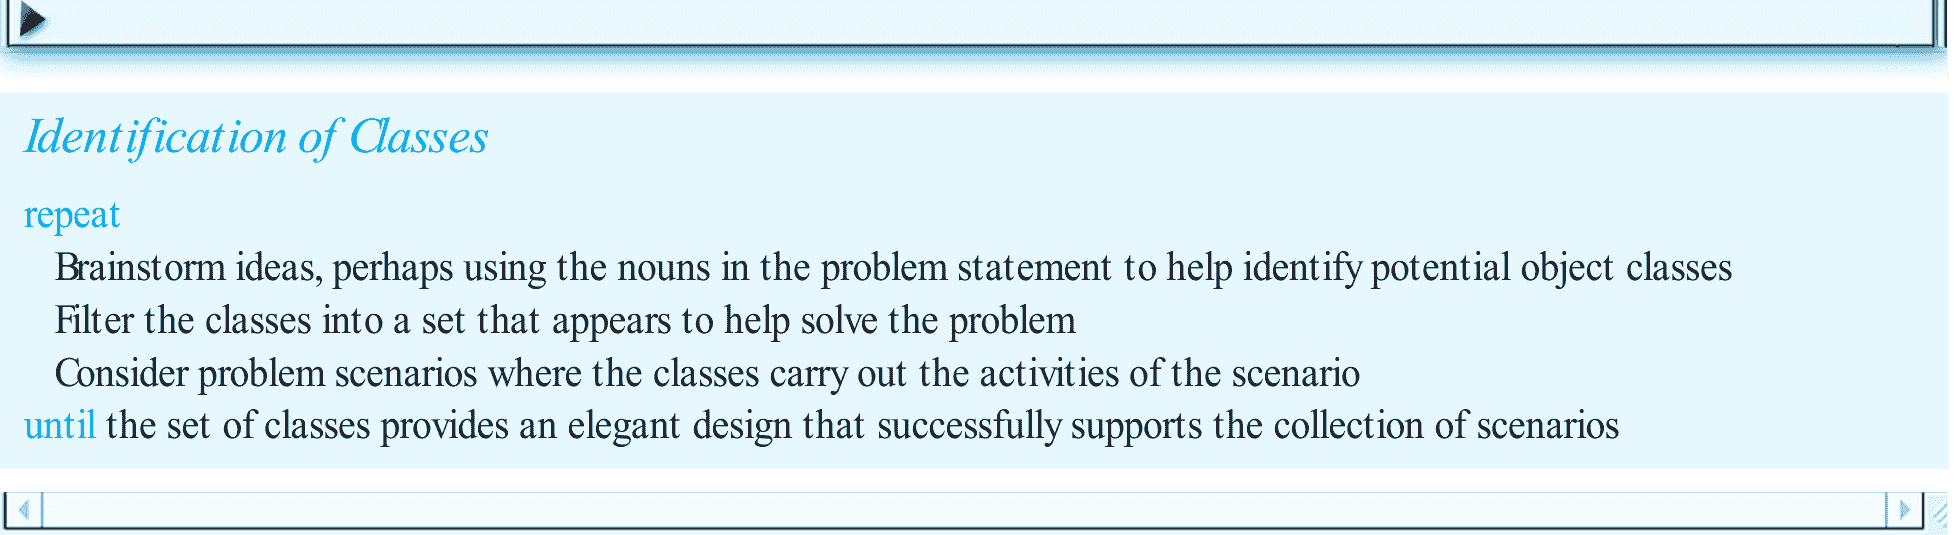 Identification of Classes
repeat
Brainstorm ideas, perhaps using the nouns in the problem statement to help identify potential object classes
Filter the classes into a set that appears to help solve the problem
Consider problem scenarios where the classes carry out the activities of the scenario
until the set of classes provides an elegant design that successfully supports the collection of scenarios